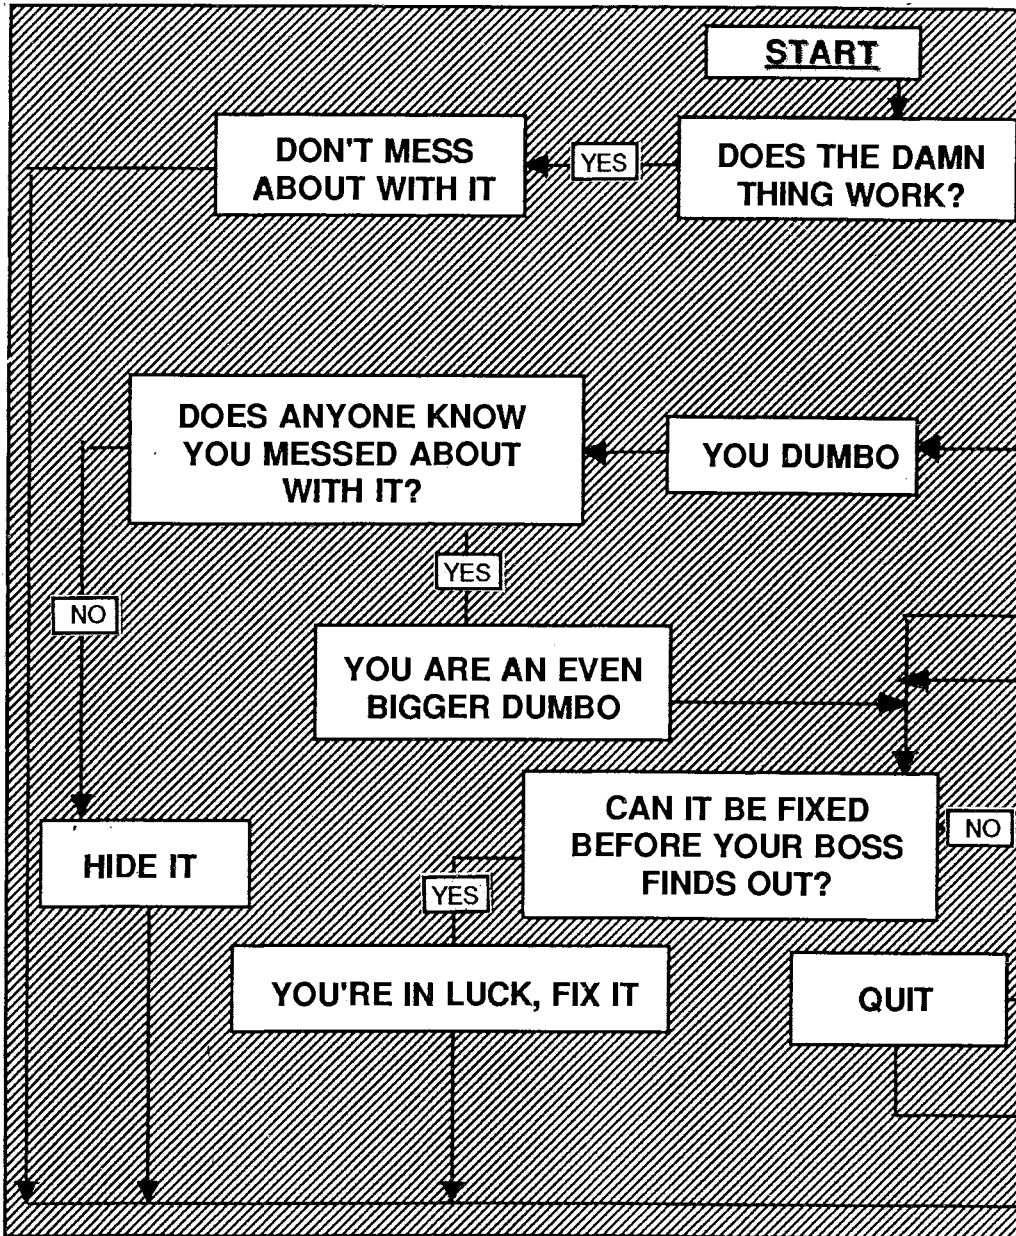 START
DOES THE DAMN
THING WORK?
YES
DON'T MESS
ABOUT WITH IT
YOU DUMBO
DOES ANYONE KNOW
YOU MESSED ABOUT
WITH IT?
YES
NO
YOU ARE AN EVEN
BIGGER DUMBO
HIDE IT
CAN IT BE FIXED
BEFORE YOUR BOSS
FINDS OUT?
NO
YES
YOU'RE IN LUCK, FIX IT
QUIT